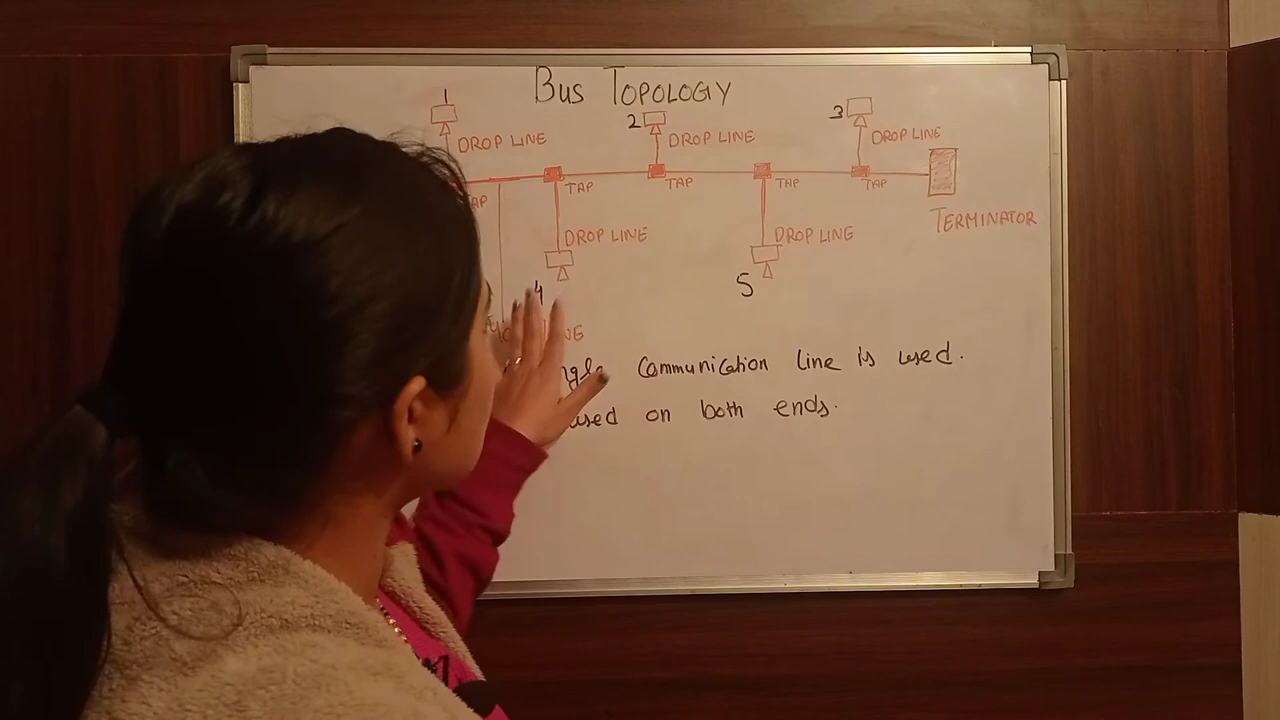 BUS TOPOLOGY
1
2
3
DROP LINE
DROP LINE
DROP LINE
TAP
TAP
TAP
TAP
DROP LINE
DROP LINE
TERMINATOR
4
5
Communication line is used.
used on both ends.